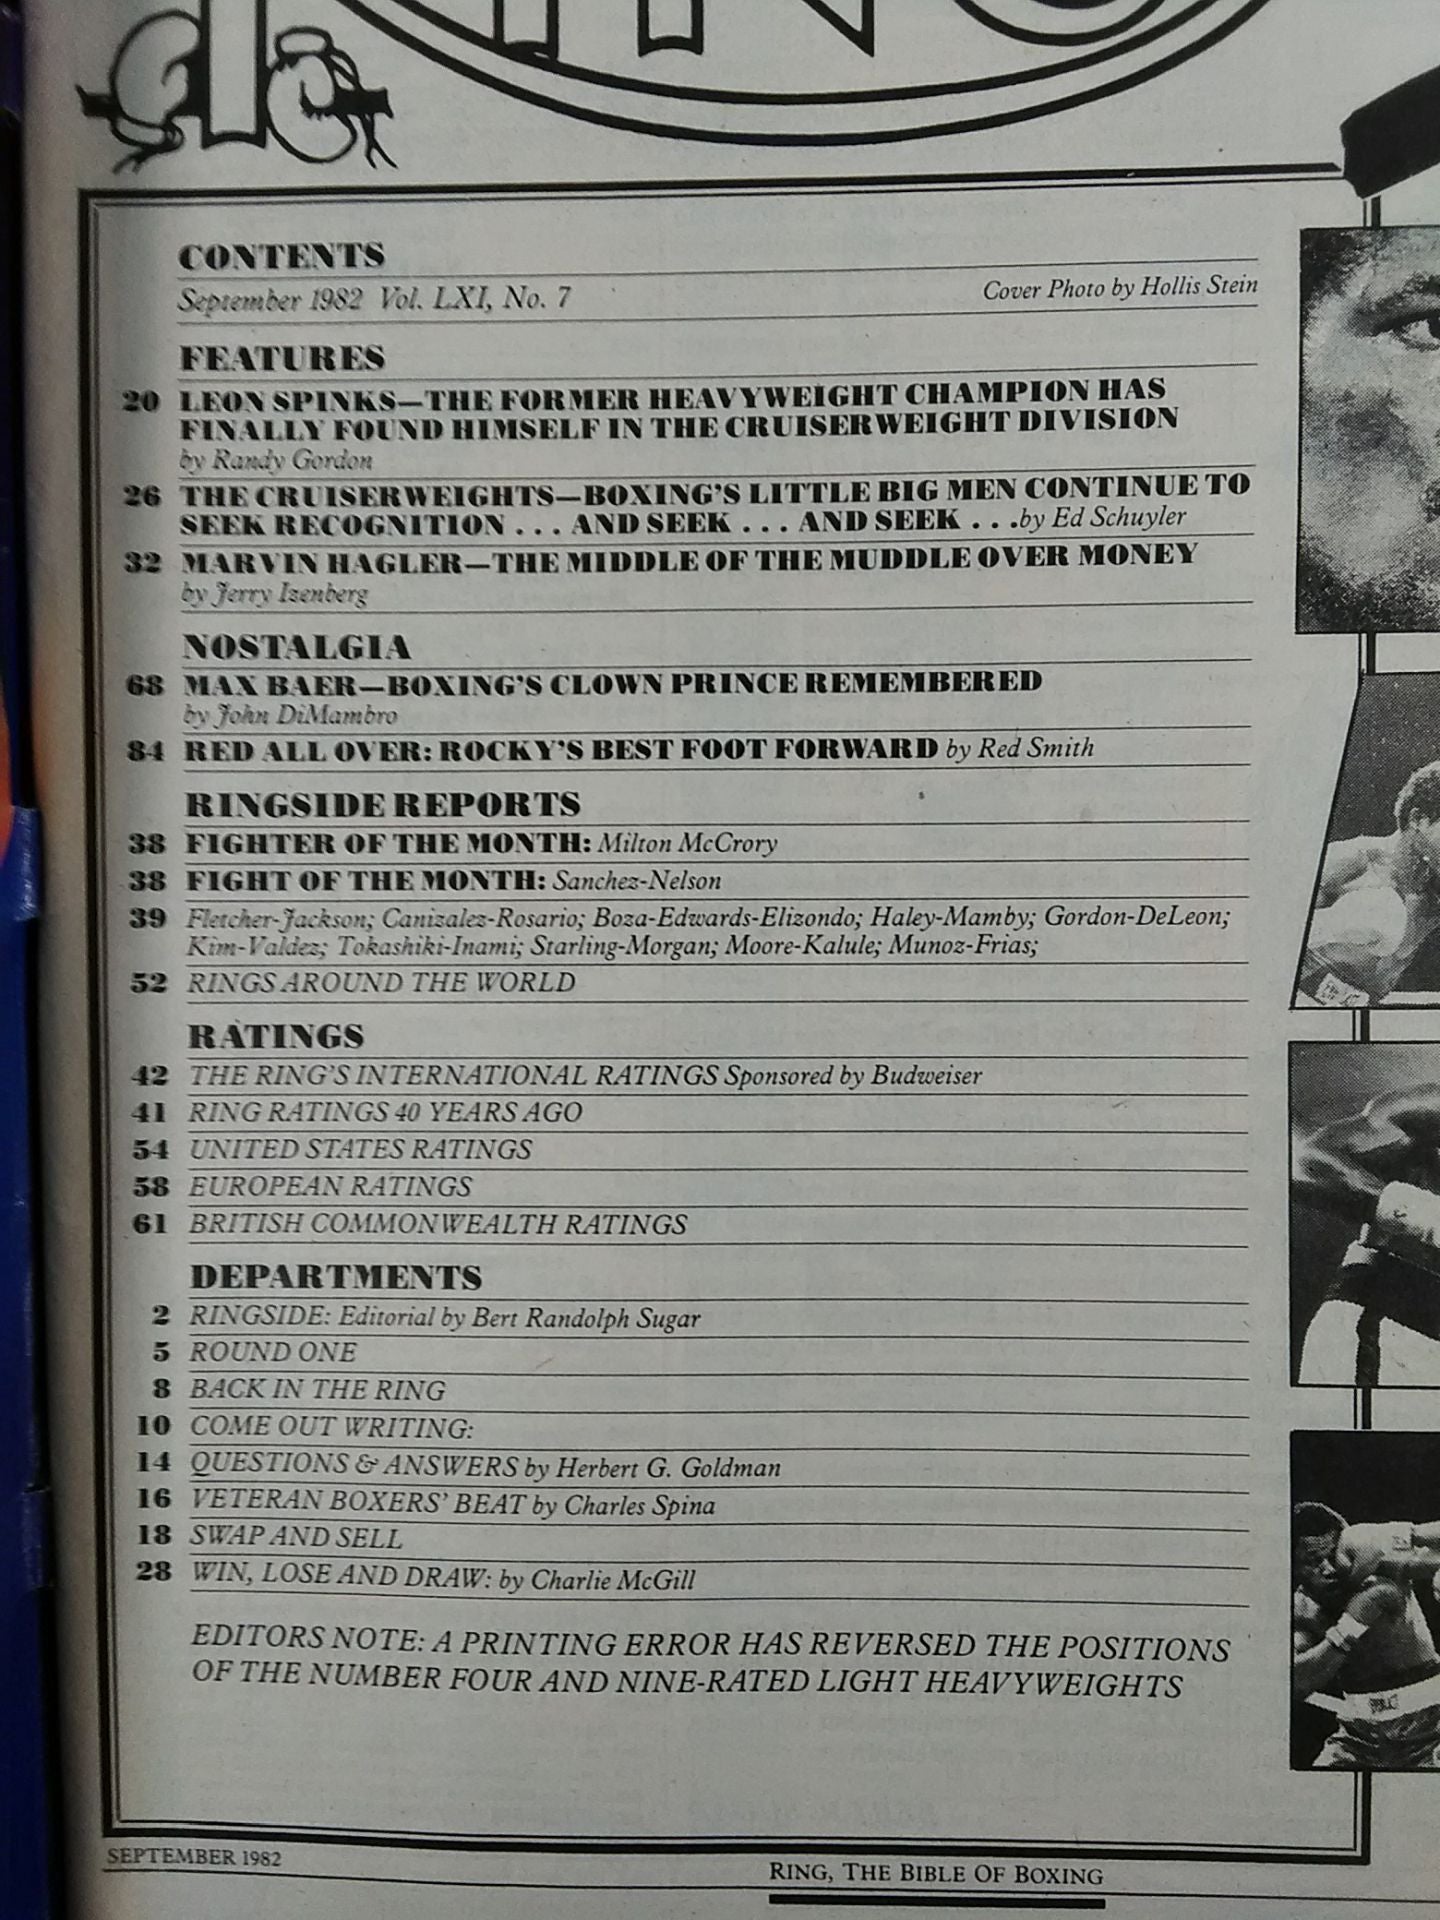 RING
CONTENTS
September 1982 Vol. LXI, No. 7
Cover Photo by Hollis Stein
FEATURES
20 LEON SPINKS—THE FORMER HEAVYWEIGHT CHAMPION HAS
FINALLY FOUND HIMSELF IN THE CRUISERWEIGHT DIVISION
by Randy Gordon
26 THE CRUISERWEIGHTS—BOXING'S LITTLE BIG MEN CONTINUE TO
SEEK RECOGNITION . . . AND SEEK . . . AND SEEK . . .by Ed Schuyler
32 MARVIN HAGLER—THE MIDDLE OF THE MUDDLE OVER MONEY
by Jerry Izenberg
NOSTALGIA
68 MAX BAER—BOXING'S CLOWN PRINCE REMEMBERED
by John DiMambro
84 RED ALL OVER: ROCKY'S BEST FOOT FORWARD by Red Smith
RINGSIDE REPORTS
38 FIGHTER OF THE MONTH: Milton McCrory
38 FIGHT OF THE MONTH: Sanchez-Nelson
39 Fletcher-Jackson; Canizalez-Rosario; Boza-Edwards-Elizondo; Haley-Mamby; Gordon-DeLeon;
Kim-Valdez; Tokashiki-Inami; Starling-Morgan; Moore-Kalule; Munoz-Frias;
52 RINGS AROUND THE WORLD
RATINGS
42 THE RING'S INTERNATIONAL RATINGS Sponsored by Budweiser
41 RING RATINGS 40 YEARS AGO
54 UNITED STATES RATINGS
58 EUROPEAN RATINGS
61 BRITISH COMMONWEALTH RATINGS
DEPARTMENTS
2 RINGSIDE: Editorial by Bert Randolph Sugar
5 ROUND ONE
8 BACK IN THE RING
10 COME OUT WRITING:
14 QUESTIONS & ANSWERS by Herbert G. Goldman
16 VETERAN BOXERS' BEAT by Charles Spina
18 SWAP AND SELL
28 WIN, LOSE AND DRAW: by Charlie McGill
EDITORS NOTE: A PRINTING ERROR HAS REVERSED THE POSITIONS
OF THE NUMBER FOUR AND NINE-RATED LIGHT HEAVYWEIGHTS
SEPTEMBER 1982
RING, THE BIBLE OF BOXING